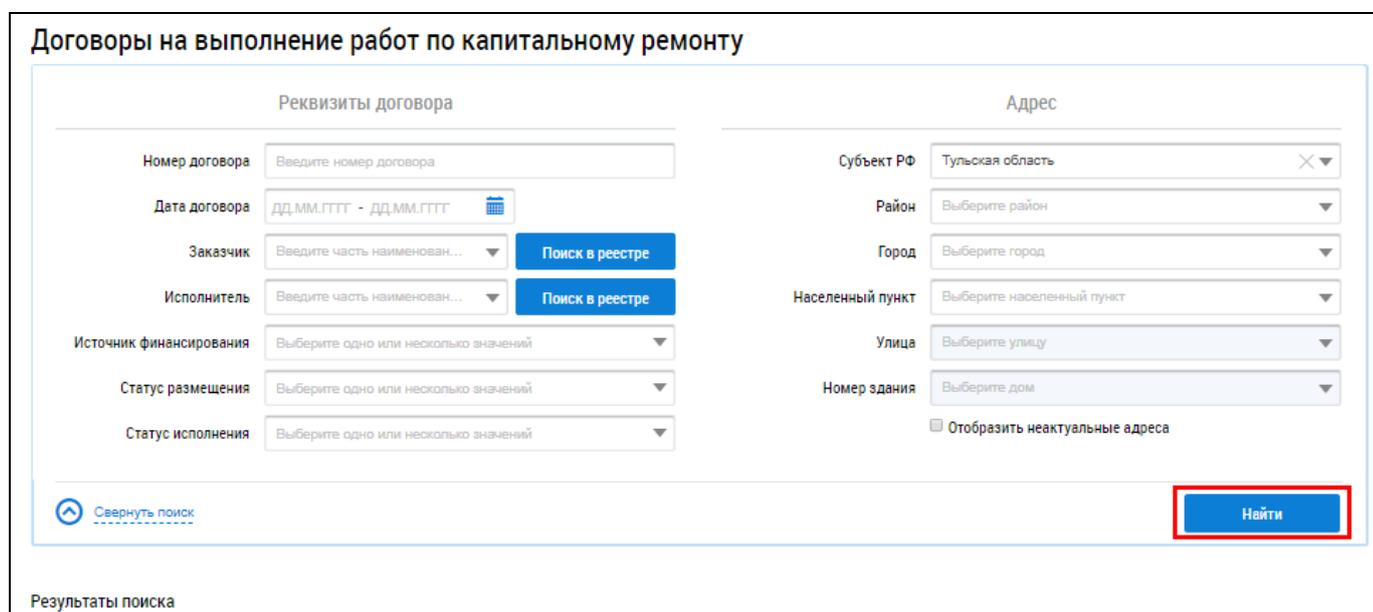 Договоры на выполнение работ по капитальному ремонту
Реквизиты договора
Номер договора Введите номер договора
Дата договора ДД.ММ.ГГГГ - ДД.ММ.ГГГГ
Заказчик Введите часть наименован... Поиск в реестре
Исполнитель Введите часть наименован... Поиск в реестре
Источник финансирования Выберите одно или несколько значений
Статус размещения Выберите одно или несколько значений
Статус исполнения Выберите одно или несколько значений
Адрес
Субъект РФ Тульская область
Район Выберите район
Город Выберите город
Населенный пункт Выберите населенный пункт
Улица Выберите улицу
Номер здания Выберите дом
Отобразить неактуальные адреса
Свернуть поиск
Найти
Результаты поиска